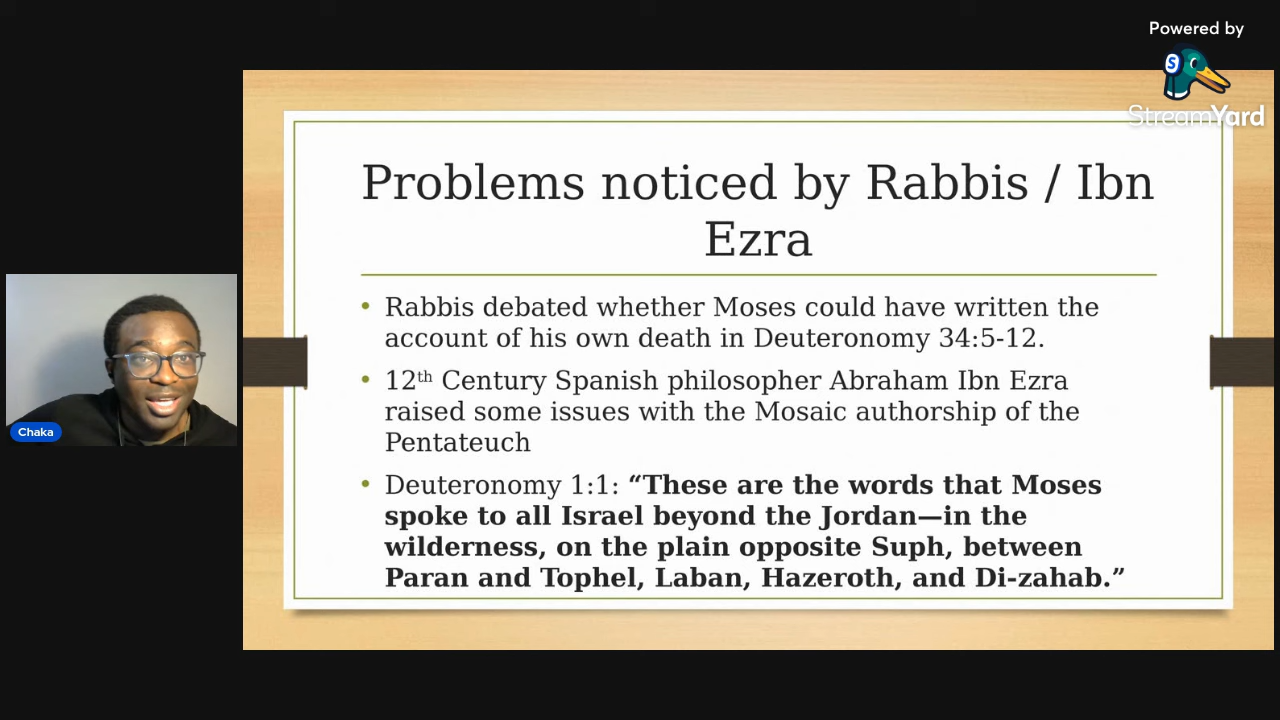 Powered by
StreamYard
Problems noticed by Rabbis / Ibn
Ezra
• Rabbis debated whether Moses could have written the
account of his own death in Deuteronomy 34:5-12.
• 12th Century Spanish philosopher Abraham Ibn Ezra
raised some issues with the Mosaic authorship of the
Pentateuch
• Deuteronomy 1:1: “These are the words that Moses
spoke to all Israel beyond the Jordan—in the
wilderness, on the plain opposite Suph, between
Paran and Tophel, Laban, Hazeroth, and Di-zahab.”
Chaka